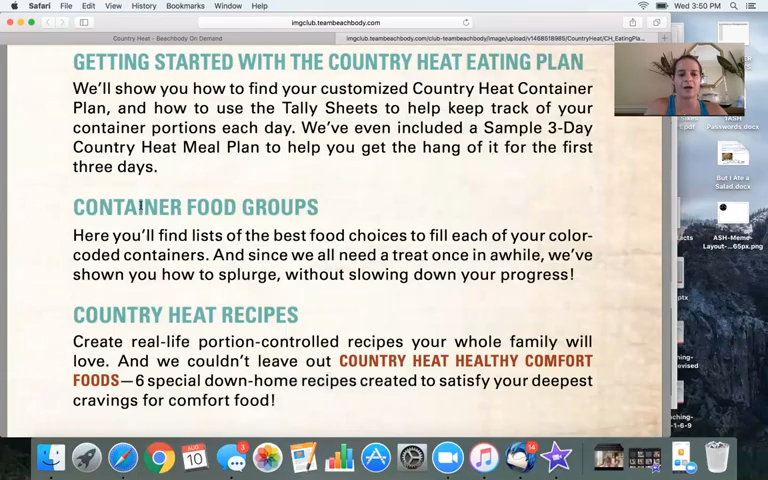 Safari File Edit View History Bookmarks Window Help
Wed 3:50 PM
imgclub.teambeachbody.com
Country Heat - Beachbody On Demand
imgclub.teambeachbody.com/club-teambeachbody/image/upload/v1468518985/CountryHeat/CH_EatingPla...
GETTING STARTED WITH THE COUNTRY HEAT EATING PLAN
We'll show you how to find your customized Country Heat Container
Plan, and how to use the Tally Sheets to help keep track of your
container portions each day. We've even included a Sample 3-Day
Country Heat Meal Plan to help you get the hang of it for the first
three days.
CONTAINER FOOD GROUPS
Here you'll find lists of the best food choices to fill each of your color-
coded containers. And since we all need a treat once in awhile, we've
shown you how to splurge, without slowing down your progress!
COUNTRY HEAT RECIPES
Create real-life portion-controlled recipes your whole family will
love. And we couldn't leave out COUNTRY HEAT HEALTHY COMFORT
FOODS—6 special down-home recipes created to satisfy your deepest
cravings for comfort food!
TASH
Passwords.docx
But I Ate a
Salad.docx
ASH-Meme-
Layout-...65px.png
AUG
10
3
14